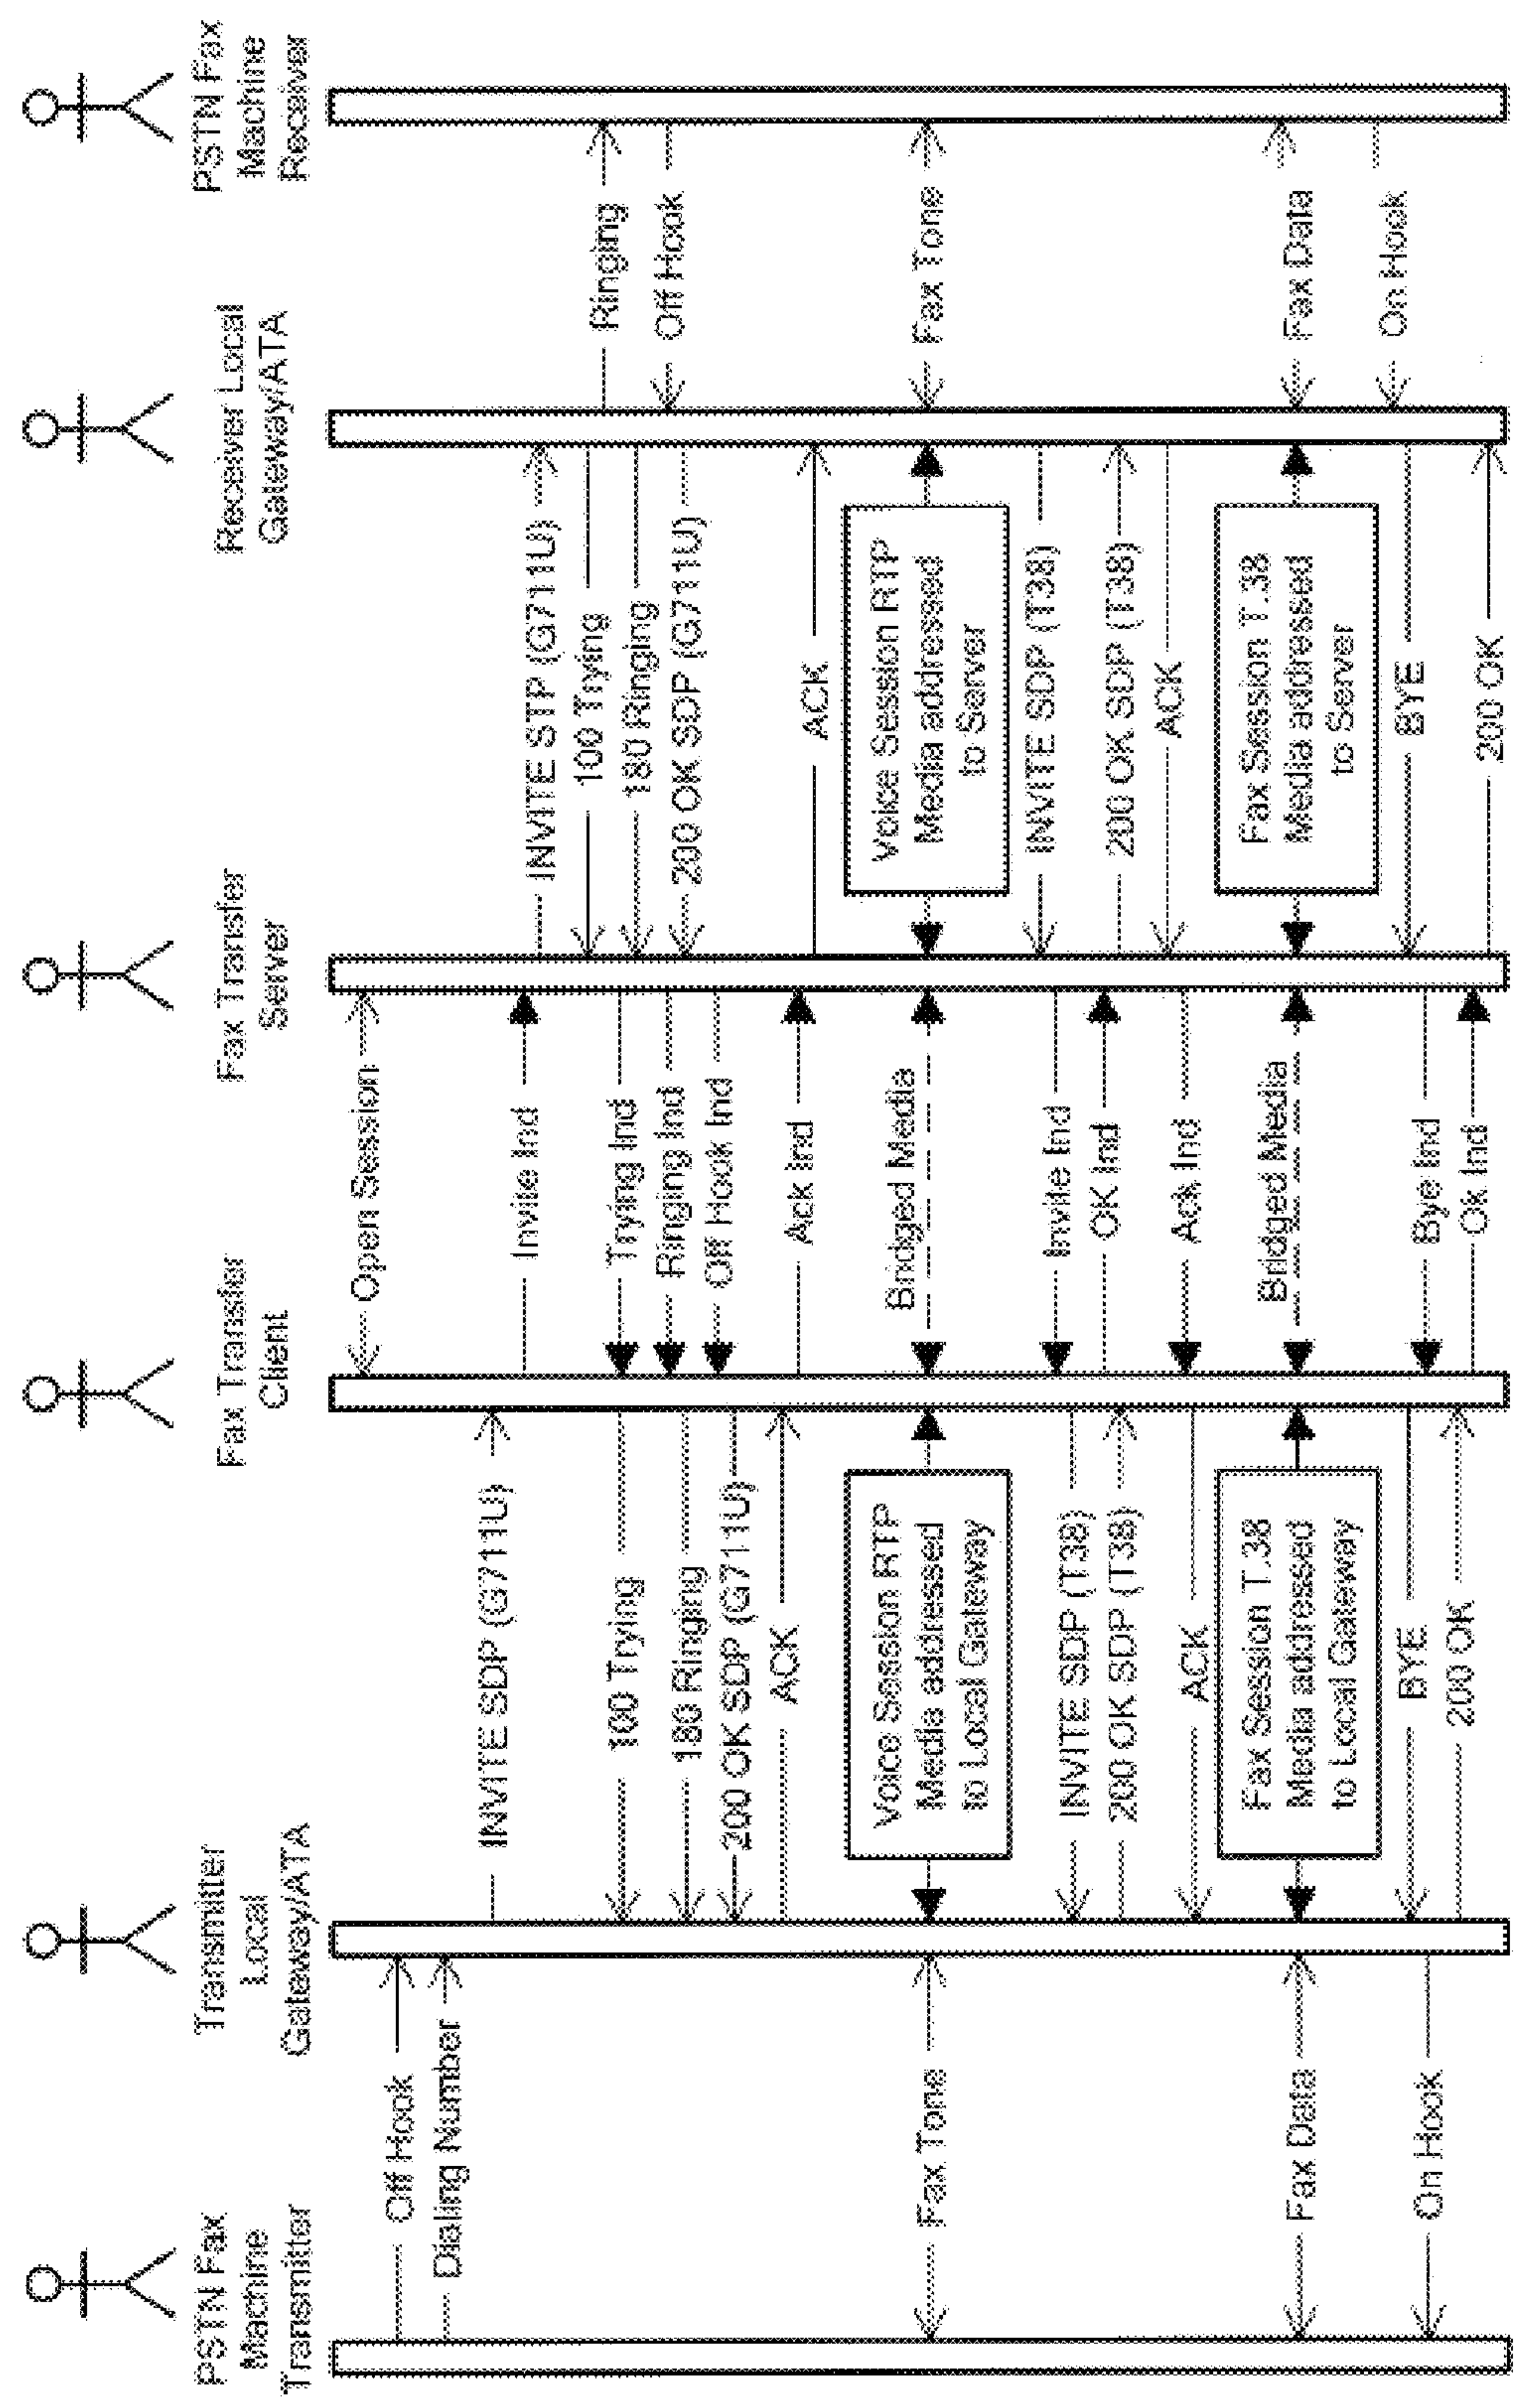 PSTN Fax
Machine
Transmitter
Transmitter
Local
Gateway/ATA
Fax Transfer
Client
Fax Transfer
Server
Receiver Local
Gateway/ATA
PSTN Fax
Machine
Receiver
Open Session
Off Hook
Dialing Number
INVITE SDP (G711U)
Invite Ind
INVITE STP (G711U)
100 Trying
Ringing
100 Trying
Trying Ind
180 Ringing
Off Hook
180 Ringing
Ringing Ind
200 OK SDP (G711U)
200 OK SDP (G711U)
Off Hook Ind
ACK
Ack Ind
ACK
Fax Tone
Voice Session RTP
Media addressed
to Local Gateway
Bridged Media
Voice Session RTP
Media addressed
to Server
Fax Tone
INVITE SDP (T38)
Invite Ind
INVITE SDP (T38)
200 OK SDP (T38)
OK Ind
200 OK SDP (T38)
ACK
Ack Ind
ACK
Fax Data
Fax Session T.38
Media addressed
to Local Gateway
Bridged Media
Fax Session T.38
Media addressed
to Server
Fax Data
On Hook
BYE
Bye Ind
BYE
On Hook
200 OK
Ok Ind
200 OK